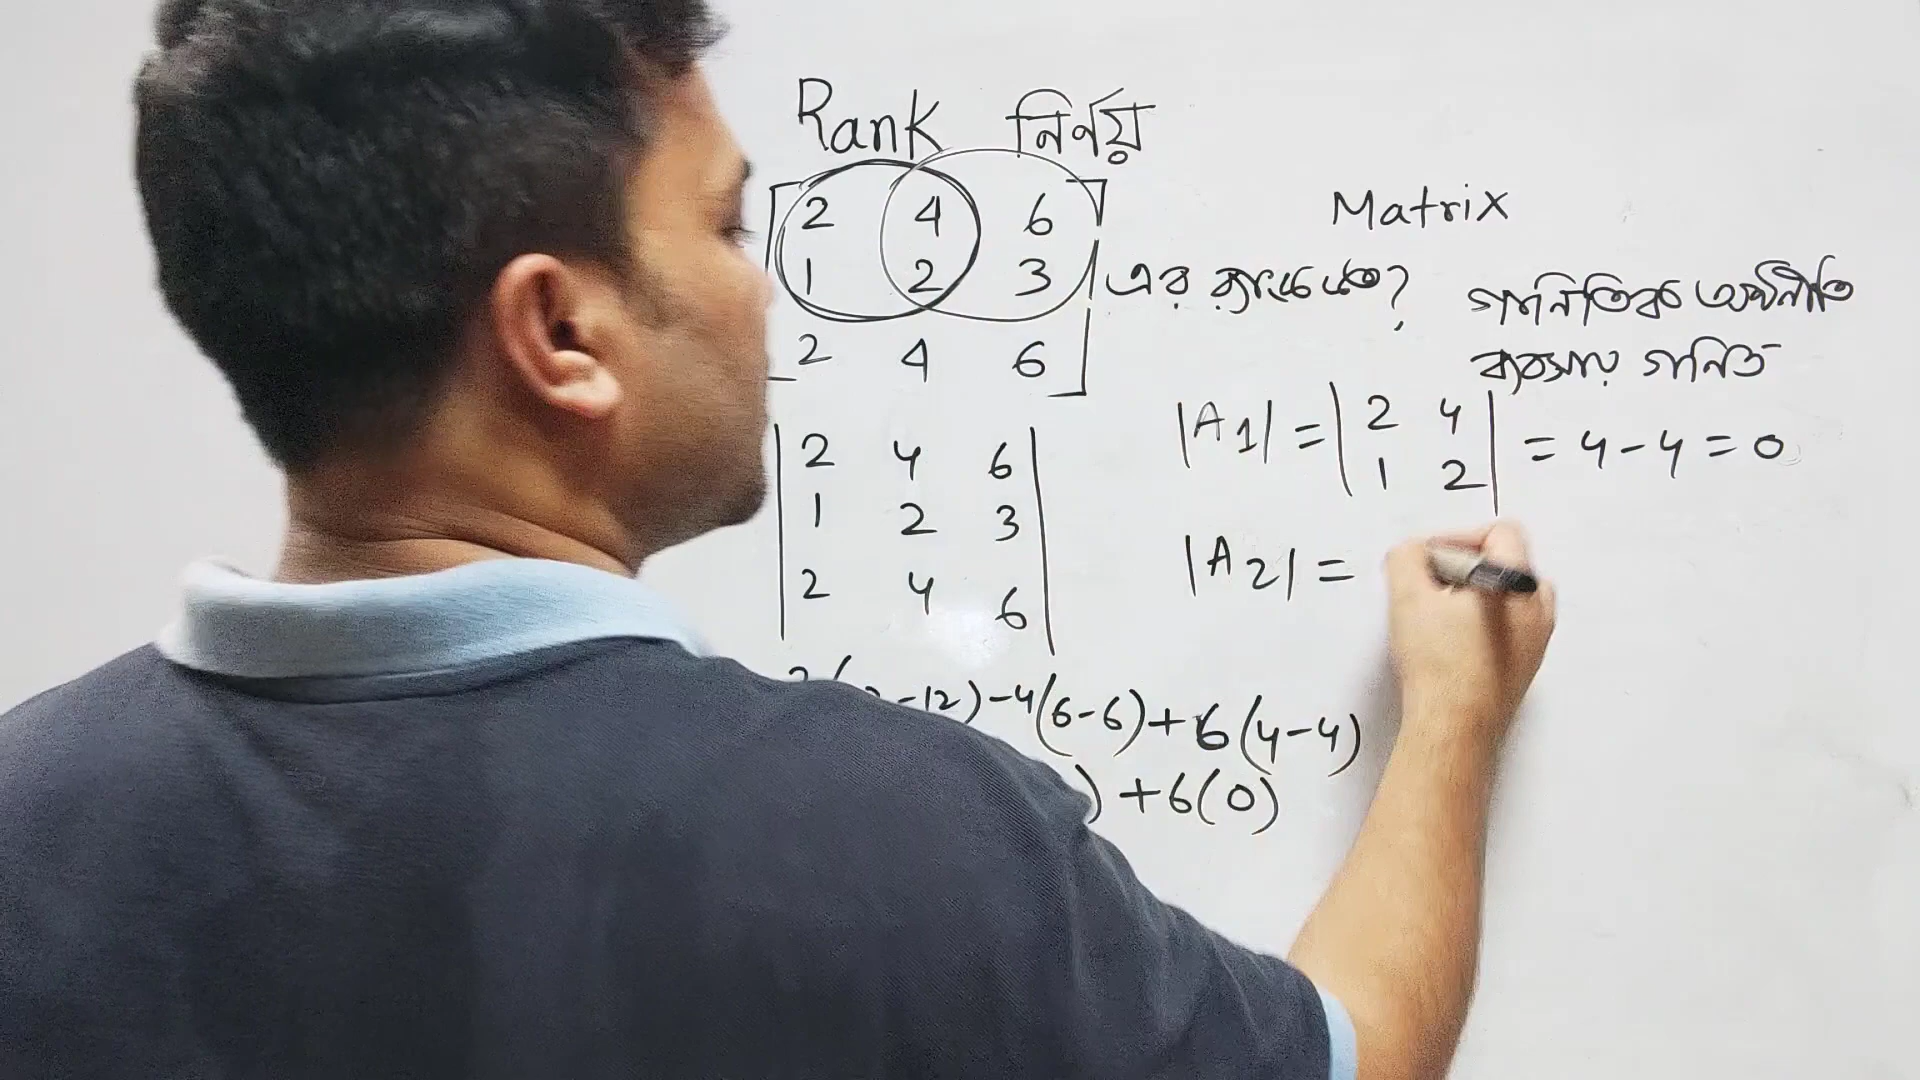 Rank নির্ণয়
2 4 6
1 2 3 এর র‍্যাংক কত?
2 4 6
Matrix
গানিতিক অর্থনীতি
ব্যবসায় গনিত
2 4 6
1 2 3
2 4 6
-12)-4(6-6)+6(4-4)
)+6(0)
|A1| = |2 4
1 2| = 4-4=0
|A2| =